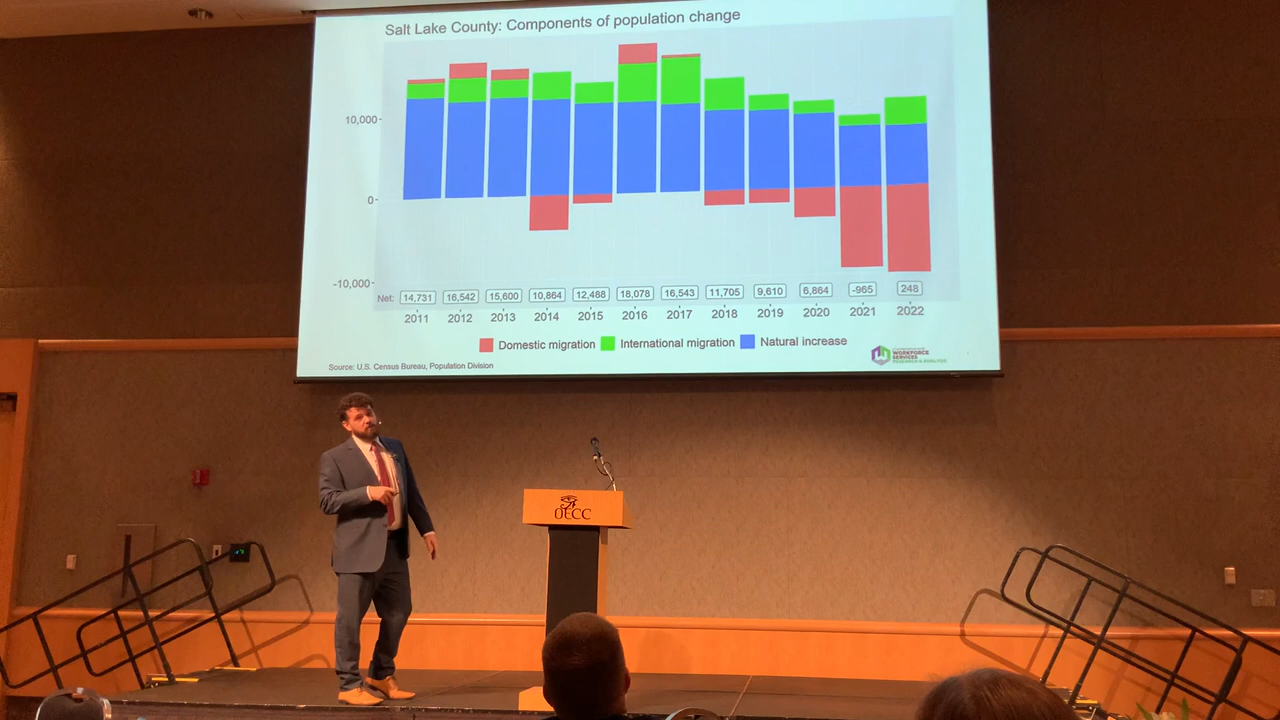 Salt Lake County: Components of population change
10,000-
0-
-10,000-
Net: 14,731 16,542 15,600 10,864 12,488 18,078 16,543 11,705 9,610 6,864 -965 248
2011 2012 2013 2014 2015 2016 2017 2018 2019 2020 2021 2022
Domestic migration International migration Natural increase
WORKFORCE
SERVICES
RESEARCH & ANALYSIS
Source: U.S. Census Bureau, Population Division
OECC